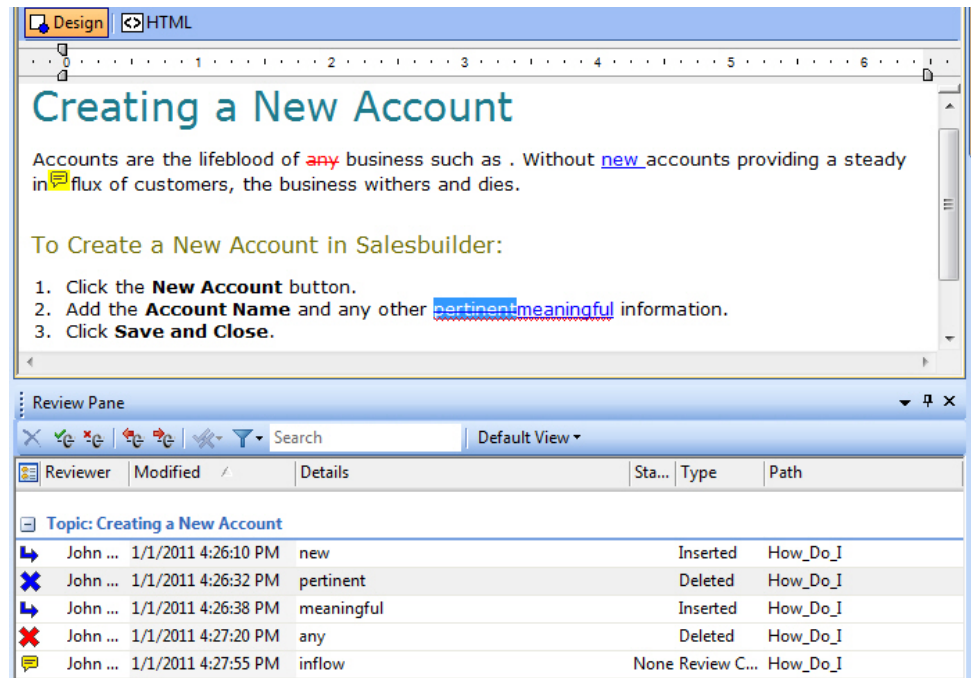 Design HTML
0 1 2 3 4 5 6
Creating a New Account
Accounts are the lifeblood of any business such as . Without new accounts providing a steady
influx of customers, the business withers and dies.
To Create a New Account in Salesbuilder:
1. Click the New Account button.
2. Add the Account Name and any other pertinentmeaningful information.
3. Click Save and Close.
Review Pane
Search Default View
Reviewer Modified Details Sta... Type Path
Topic: Creating a New Account
John ... 1/1/2011 4:26:10 PM new Inserted How_Do_I
John ... 1/1/2011 4:26:32 PM pertinent Deleted How_Do_I
John ... 1/1/2011 4:26:38 PM meaningful Inserted How_Do_I
John ... 1/1/2011 4:27:20 PM any Deleted How_Do_I
John ... 1/1/2011 4:27:55 PM inflow None Review C... How_Do_I